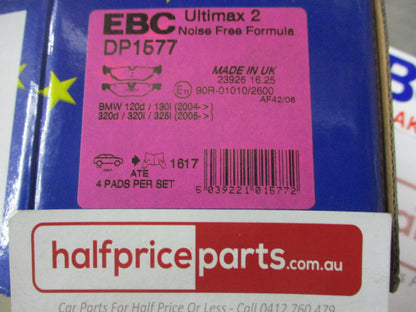 EBC Ultimax 2
Noise Free Formula
DP1577
MADE IN UK
23926 16.25
E11 90R-01010/2600
AF42/06
BMW 120d / 130i (2004->)
320d / 320i / 325i (2005->)
ATE
1617
4 PADS PER SET
5 039221 015772
halfpriceparts.com.au
Car Parts For Half Price Or Less - Call 0412 760 479